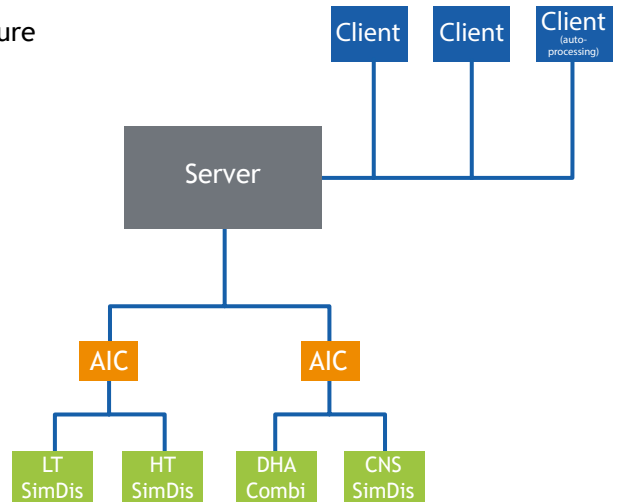 ure
Client
Client
Client
(auto-
processing)
Server
AIC
AIC
LT
SimDis
HT
SimDis
DHA
Combi
CNS
SimDis